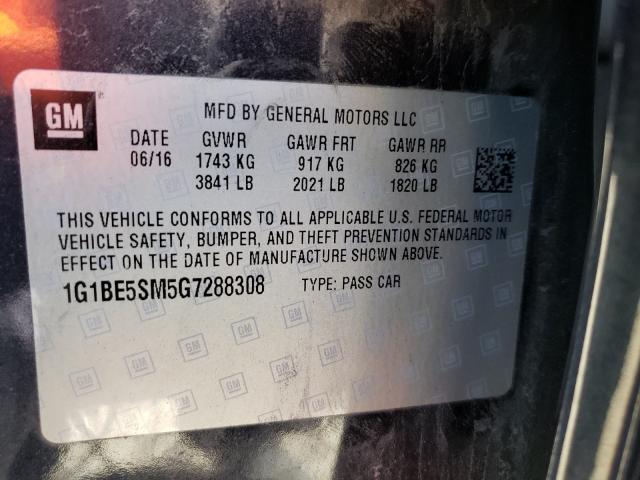 GM
MFD BY GENERAL MOTORS LLC
DATE GVWR GAWR FRT GAWR RR
06/16 1743 KG 917 KG 826 KG
3841 LB 2021 LB 1820 LB
THIS VEHICLE CONFORMS TO ALL APPLICABLE U.S. FEDERAL MOTOR
VEHICLE SAFETY, BUMPER, AND THEFT PREVENTION STANDARDS IN
EFFECT ON THE DATE OF MANUFACTURE SHOWN ABOVE.
1G1BE5SM5G7288308 TYPE: PASS CAR